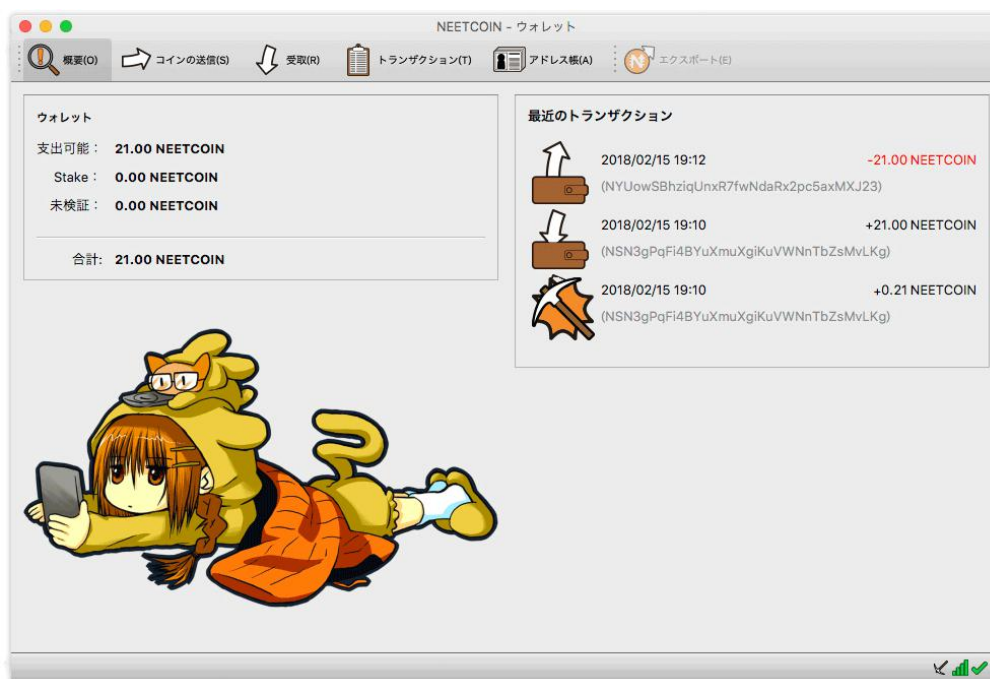 NEETCOIN - ウォレット
概要(O) コインの送信(S) 受取(R) トランザクション(T) アドレス帳(A) エクスポート(E)
ウォレット
支出可能： 21.00 NEETCOIN
Stake： 0.00 NEETCOIN
未検証： 0.00 NEETCOIN
合計: 21.00 NEETCOIN
最近のトランザクション
2018/02/15 19:12 -21.00 NEETCOIN
(NYUowSBhziqUnxR7fwNdaRx2pc5axMXJ23)
2018/02/15 19:10 +21.00 NEETCOIN
(NSN3gPqFi4BYuXmuXgiKuVWNnTbZsMvLKg)
2018/02/15 19:10 +0.21 NEETCOIN
(NSN3gPqFi4BYuXmuXgiKuVWNnTbZsMvLKg)